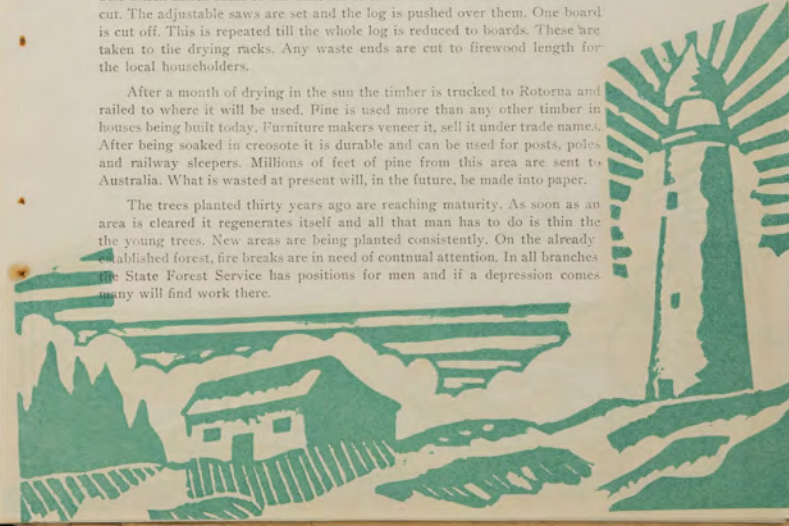 cut. The adjustable saws are set and the log is pushed over them. One board
is cut off. This is repeated till the whole log is reduced to boards. These are
taken to the drying racks. Any waste ends are cut to firewood length for
the local householders.
After a month of drying in the sun the timber is trucked to Rotorua and
railed to where it will be used. Pine is used more than any other timber in
houses being built today. Furniture makers veneer it, sell it under trade names.
After being soaked in creosote it is durable and can be used for posts, poles
and railway sleepers. Millions of feet of pine from this area are sent to
Australia. What is wasted at present will, in the future, be made into paper.
The trees planted thirty years ago are reaching maturity. As soon as an
area is cleared it regenerates itself and all that man has to do is thin the
the young trees. New areas are being planted consistently. On the already
established forest, fire breaks are in need of contnual attention. In all branches
the State Forest Service has positions for men and if a depression comes
many will find work there.